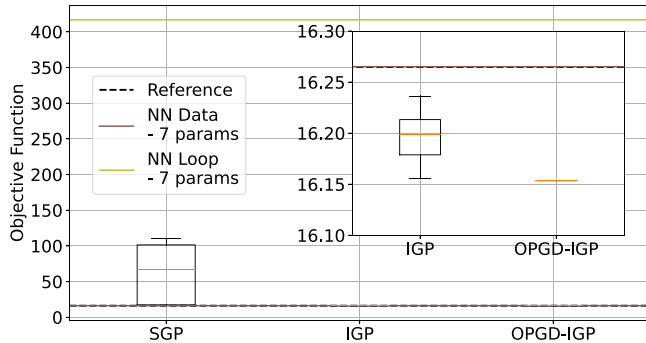 Objective Function
400
350
300
250
200
150
100
50
0
Reference
NN Data
- 7 params
NN Loop
- 7 params
16.30
16.25
16.20
16.15
16.10
IGP
OPGD-IGP
SGP
IGP
OPGD-IGP